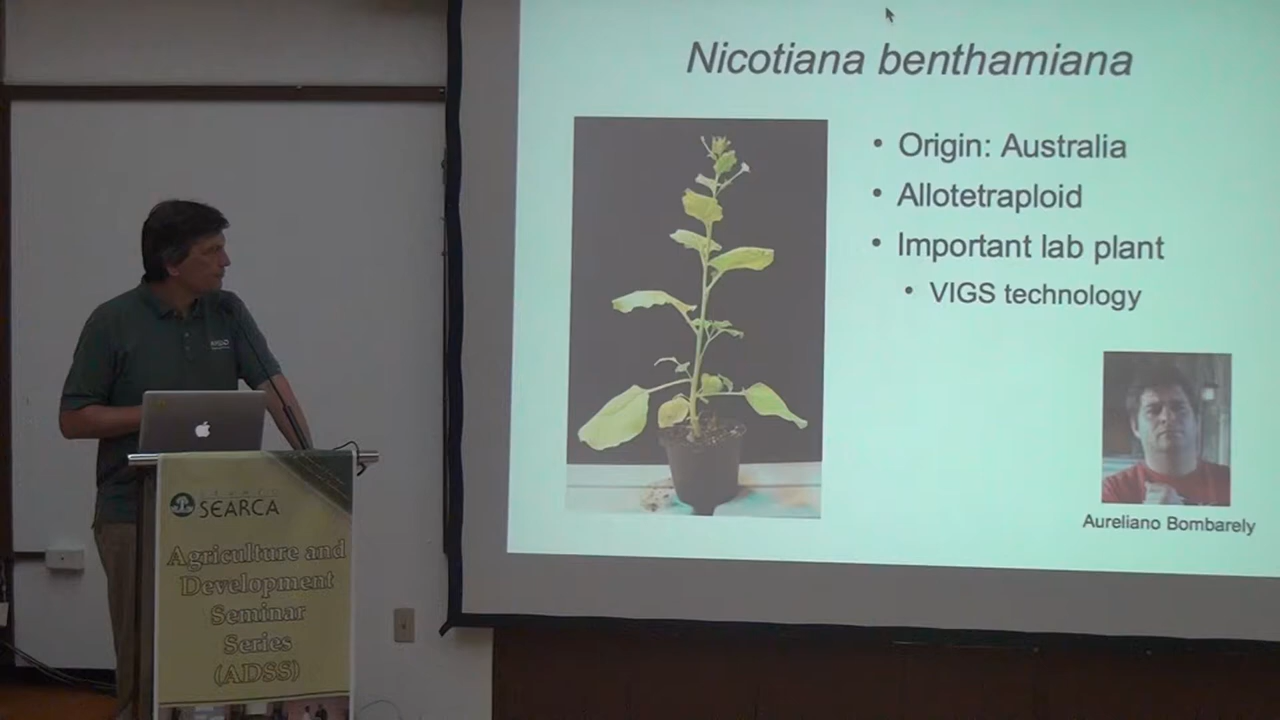 Nicotiana benthamiana
• Origin: Australia
• Allotetraploid
• Important lab plant
• VIGS technology
Aureliano Bombarely
SEARCA
Agriculture and
Development
Seminar
Series
(ADSS)